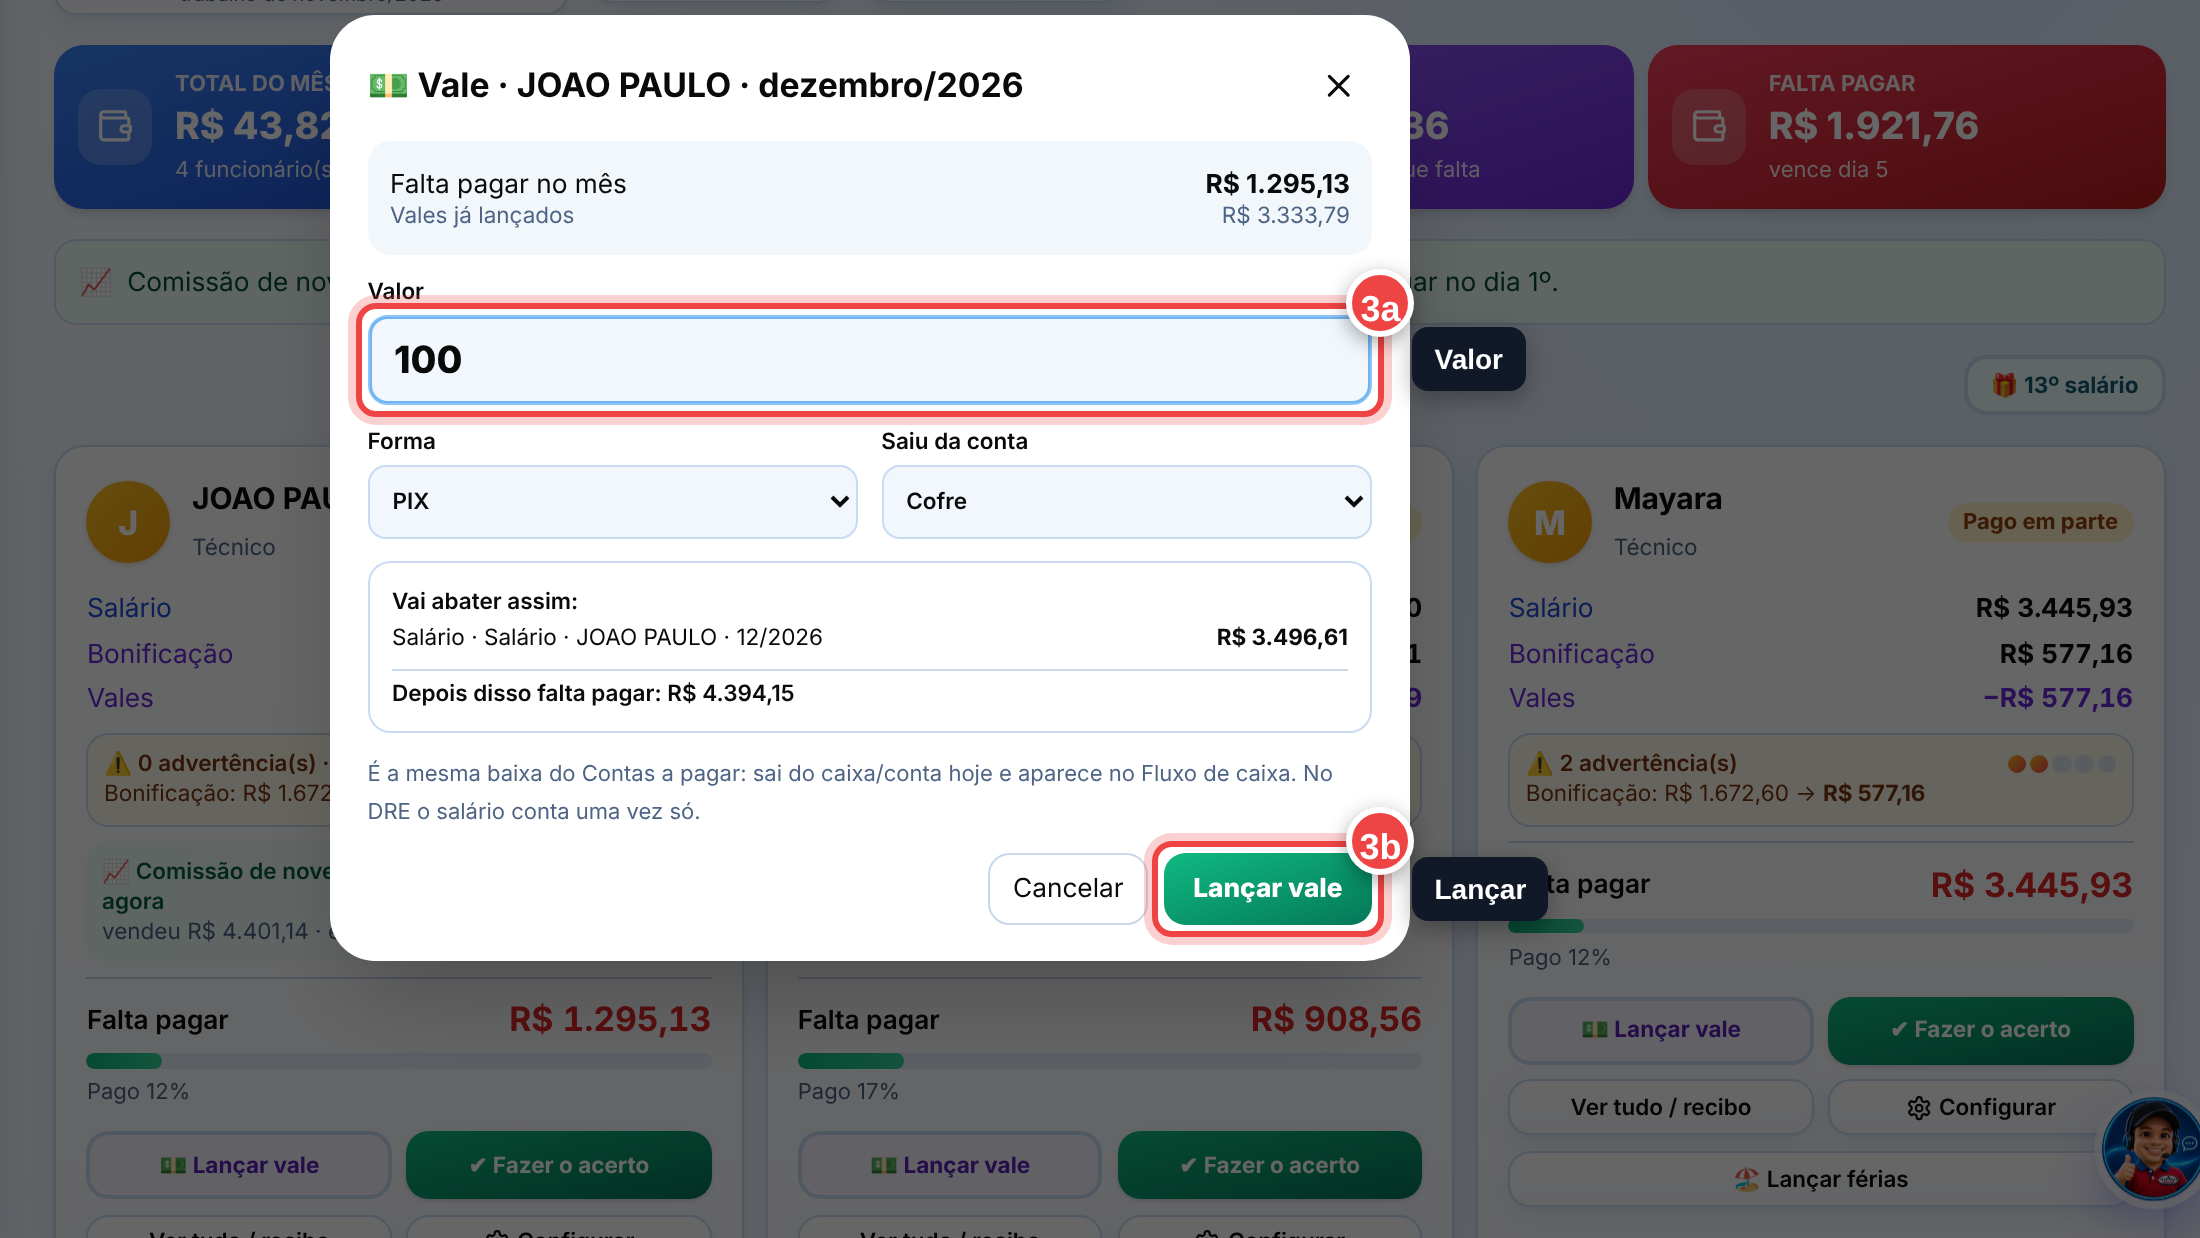 💵 Vale · JOAO PAULO · dezembro/2026
Falta pagar no mês R$ 1.295,13
Vales já lançados R$ 3.333,79
Valor
3a
100
Valor
Forma Saiu da conta
PIX Cofre
Vai abater assim:
Salário · Salário · JOAO PAULO · 12/2026 R$ 3.496,61
Depois disso falta pagar: R$ 4.394,15
É a mesma baixa do Contas a pagar: sai do caixa/conta hoje e aparece no Fluxo de caixa. No
DRE o salário conta uma vez só.
Cancelar
Lançar vale
3b
Lançar
TOTAL DO MÊS
R$ 43,82
4 funcionário(s
36
que falta
FALTA PAGAR
R$ 1.921,76
vence dia 5
Comissão de nov
ar no dia 1º.
🎁 13º salário
J
JOAO PAU
Técnico
Salário
Bonificação
Vales
⚠️ 0 advertência(s) ·
Bonificação: R$ 1.672
Comissão de nove
agora
vendeu R$ 4.401,14 ·
Falta pagar R$ 1.295,13
Pago 12%
💵 Lançar vale
✔ Fazer o acerto
Falta pagar R$ 908,56
Pago 17%
💵 Lançar vale
✔ Fazer o acerto
M
Mayara
Técnico
Pago em parte
Salário R$ 3.445,93
Bonificação R$ 577,16
Vales −R$ 577,16
⚠️ 2 advertência(s)
Bonificação: R$ 1.672,60 → R$ 577,16
ta pagar R$ 3.445,93
Pago 12%
💵 Lançar vale
✔ Fazer o acerto
Ver tudo / recibo
Configurar
🏖️ Lançar férias